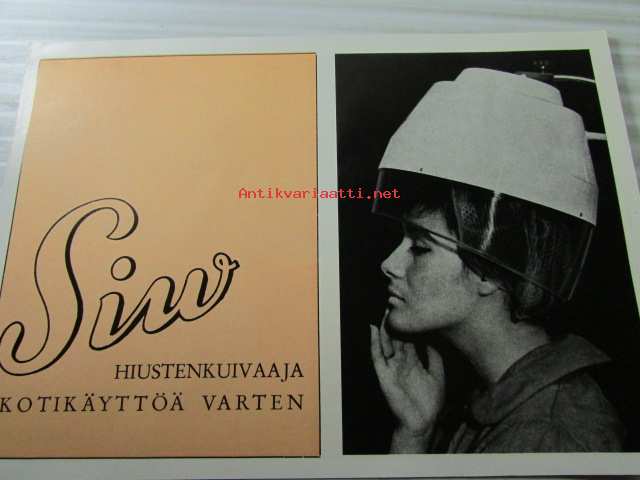 Antikvariaatti.net
Siw
HIUSTENKUIVAAJA
KOTIKÄYTTÖÄ VARTEN